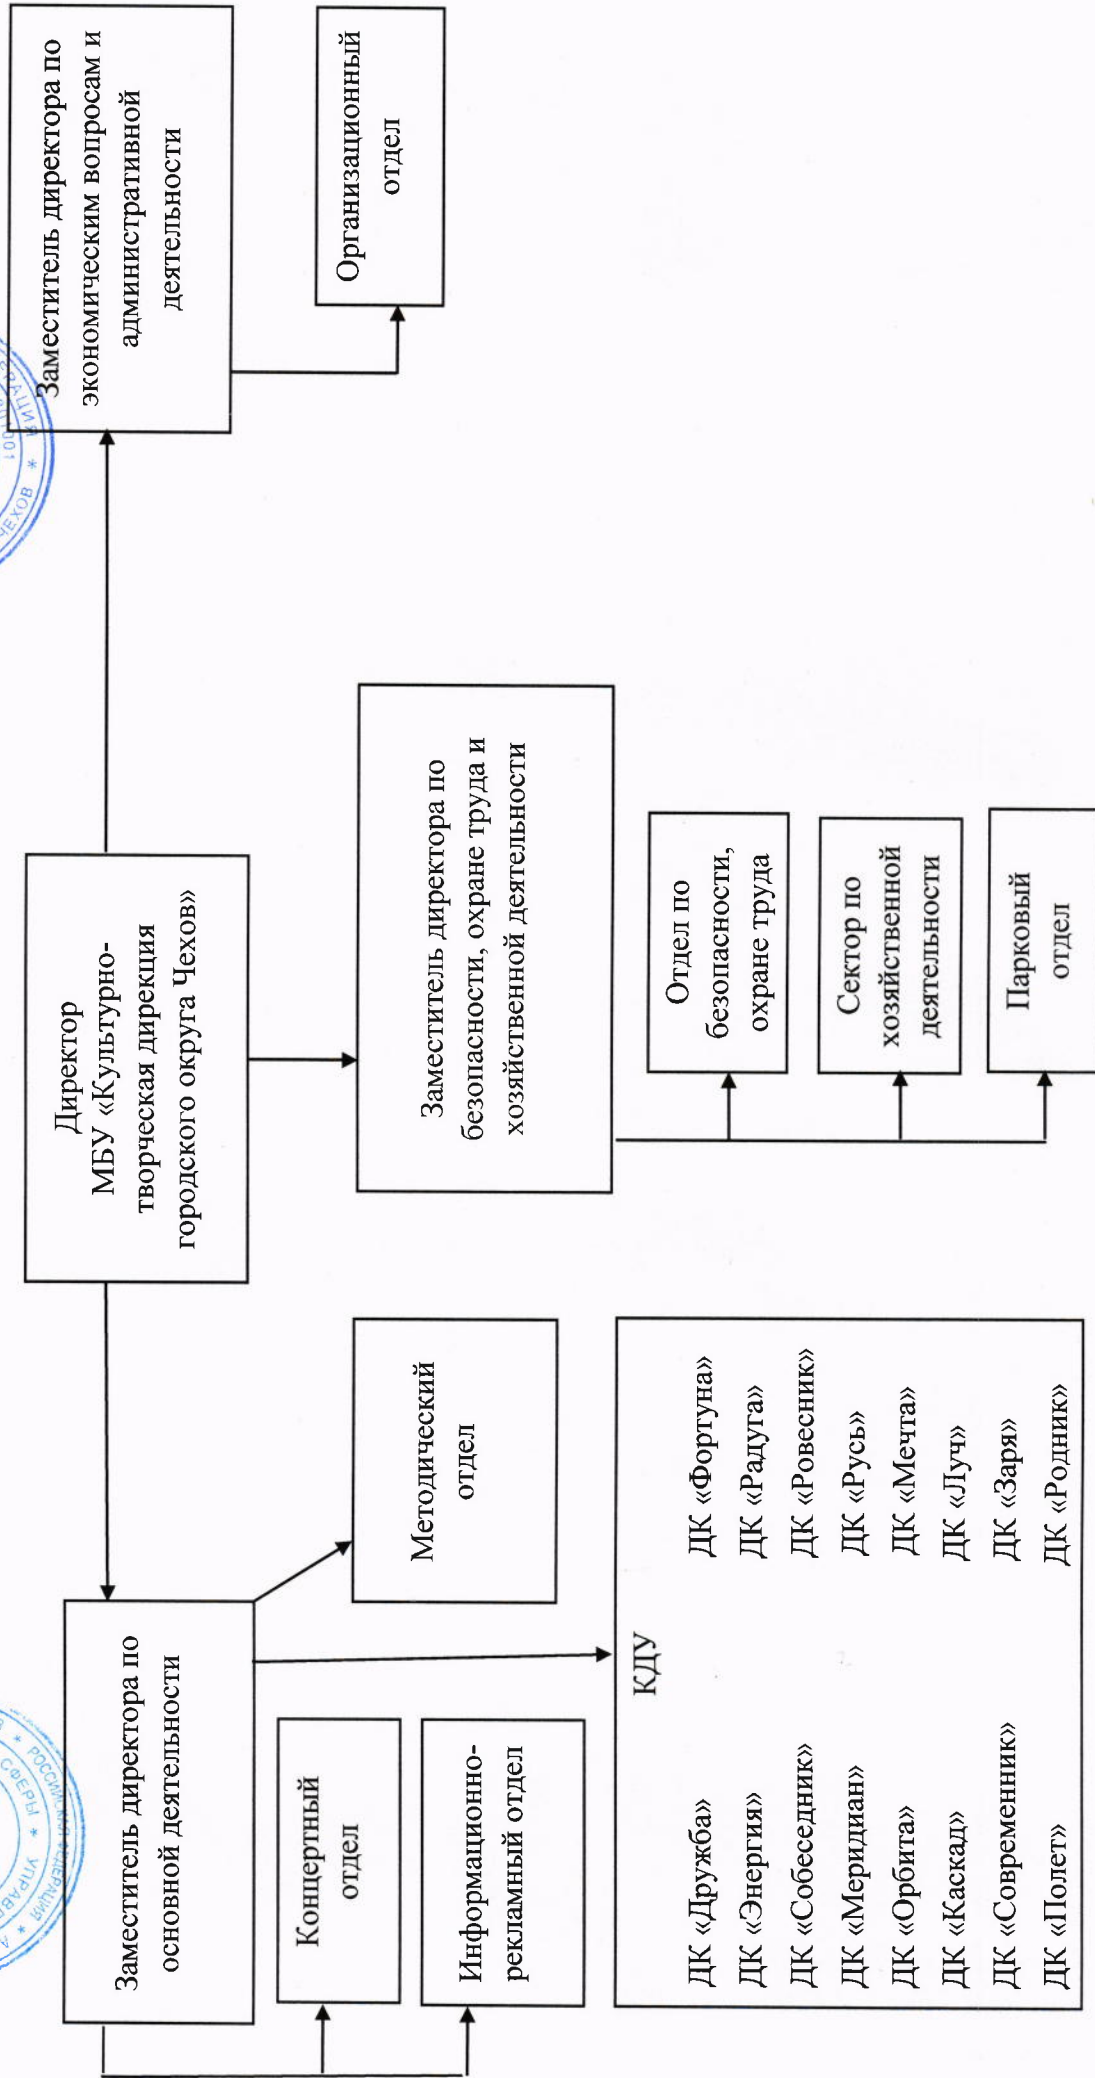 Директор
МБУ «Культурно-
творческая дирекция
городского округа Чехов»
Заместитель директора по
основной деятельности
Заместитель директора по
безопасности, охране труда и
хозяйственной деятельности
Заместитель директора по
экономическим вопросам и
административной
деятельности
Концертный
отдел
Информационно-
рекламный отдел
Методический
отдел
КДУ
ДК «Дружба» ДК «Фортуна»
ДК «Энергия» ДК «Радуга»
ДК «Собеседник» ДК «Ровесник»
ДК «Меридиан» ДК «Русь»
ДК «Орбита» ДК «Мечта»
ДК «Каскад» ДК «Луч»
ДК «Современник» ДК «Заря»
ДК «Полет» ДК «Родник»
Отдел по
безопасности,
охране труда
Сектор по
хозяйственной
деятельности
Парковый
отдел
Организационный
отдел
* РОССИЙСКАЯ ФЕДЕРАЦИЯ *
СФЕРЫ *
ЧЕХОВ *